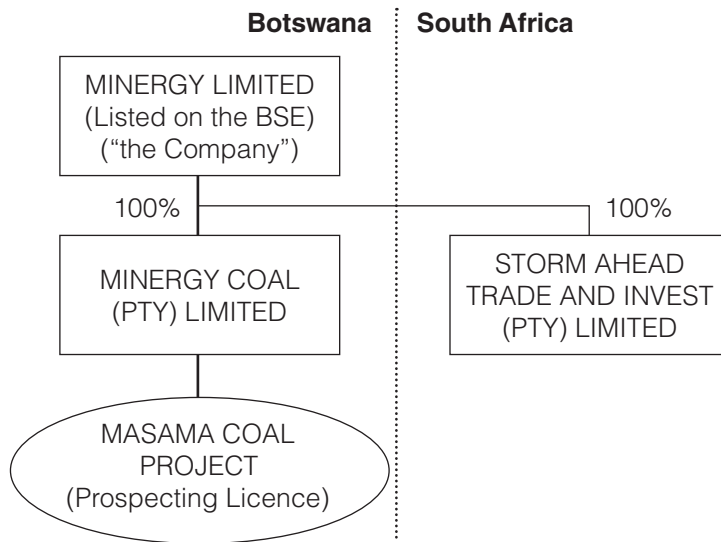 Botswana
South Africa
MINERGY LIMITED
(Listed on the BSE)
(“the Company”)
100%
100%
MINERGY COAL
(PTY) LIMITED
STORM AHEAD
TRADE AND INVEST
(PTY) LIMITED
MASAMA COAL
PROJECT
(Prospecting Licence)